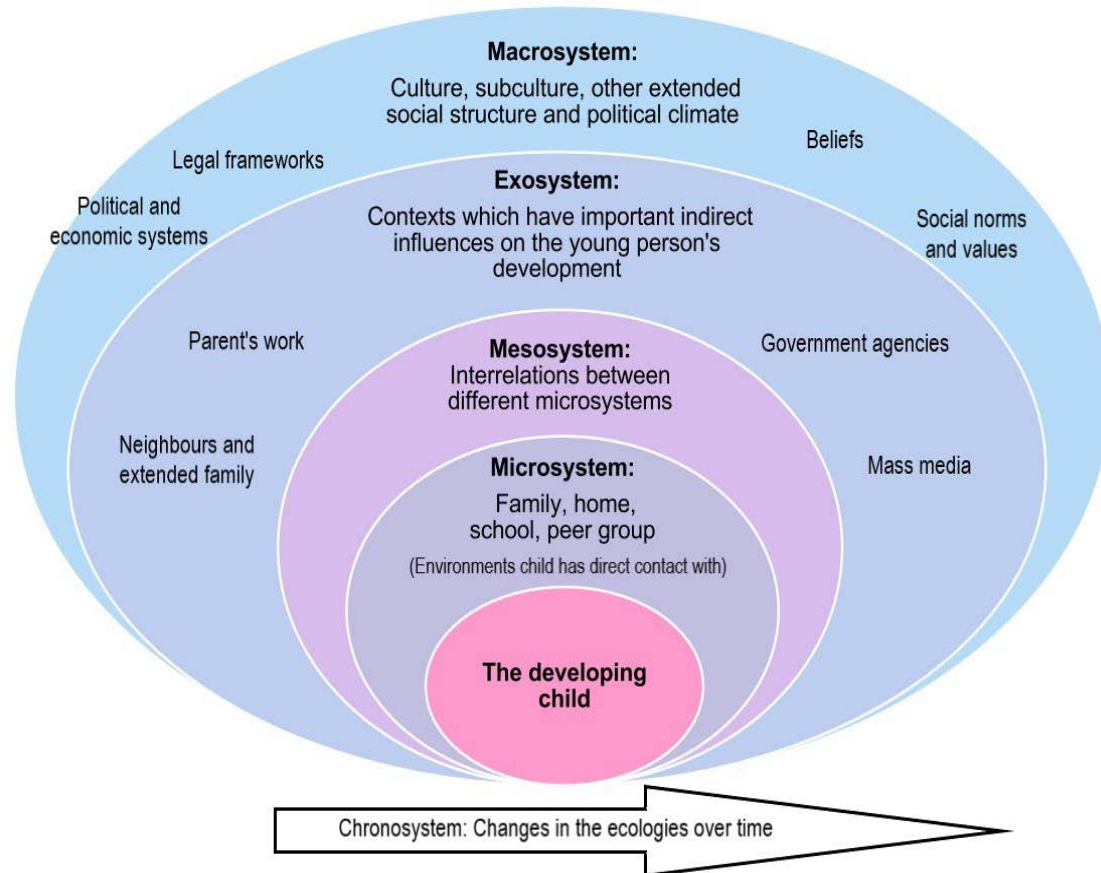 Macrosystem:
Culture, subculture, other extended
social structure and political climate
Beliefs
Legal frameworks
Political and
economic systems
Social norms
and values
Exosystem:
Contexts which have important indirect
influences on the young person's
development
Parent's work
Government agencies
Neighbours and
extended family
Mass media
Mesosystem:
Interrelations between
different microsystems
Microsystem:
Family, home,
school, peer group
(Environments child has direct contact with)
The developing
child
Chronosystem: Changes in the ecologies over time